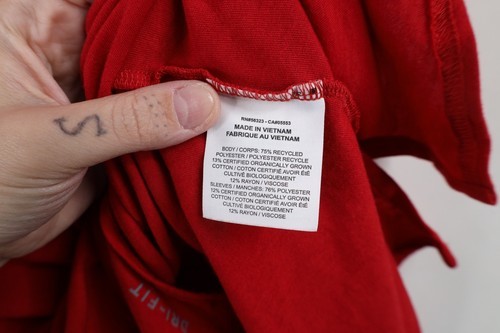 RN#56323 - CA#05553
MADE IN VIETNAM
FABRIQUE AU VIETNAM
BODY / CORPS: 75% RECYCLED
POLYESTER / POLYESTER RECYCLE
13% CERTIFIED ORGANICALLY GROWN
COTTON / COTON CERTIFIÉ AVOIR ÉTÉ
CULTIVÉ BIOLOGIQUEMENT
12% RAYON / VISCOSE
SLEEVES / MANCHES: 76% POLYESTER
12% CERTIFIED ORGANICALLY GROWN
COTTON / COTON CERTIFIÉ AVOIR ÉTÉ
CULTIVÉ BIOLOGIQUEMENT
12% RAYON / VISCOSE
DRI-FIT